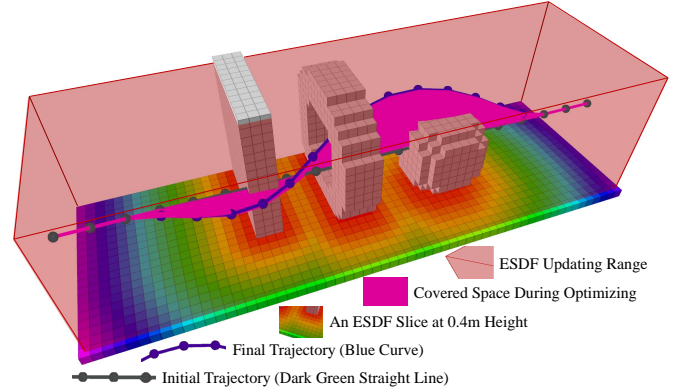 ESDF Updating Range
Covered Space During Optimizing
An ESDF Slice at 0.4m Height
Final Trajectory (Blue Curve)
Initial Trajectory (Dark Green Straight Line)